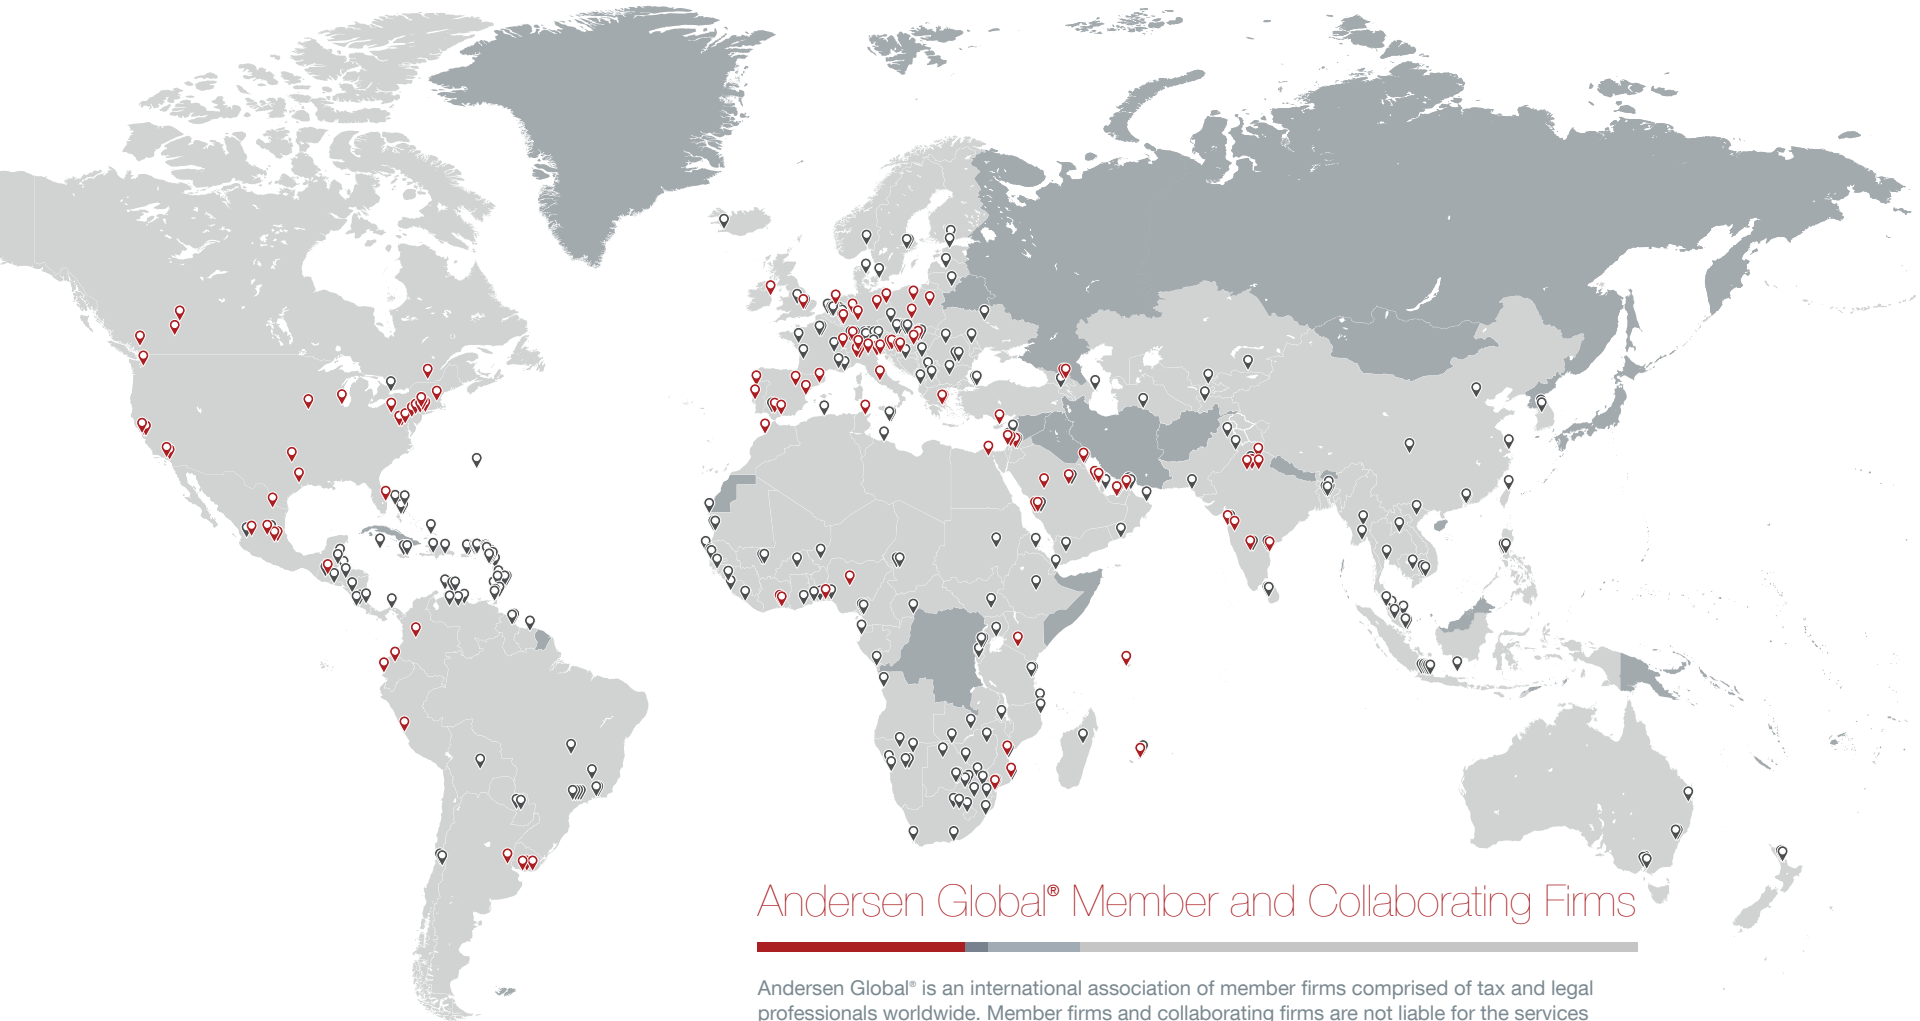 Andersen Global® Member and Collaborating Firms
Andersen Global® is an international association of member firms comprised of tax and legal
professionals worldwide. Member firms and collaborating firms are not liable for the services